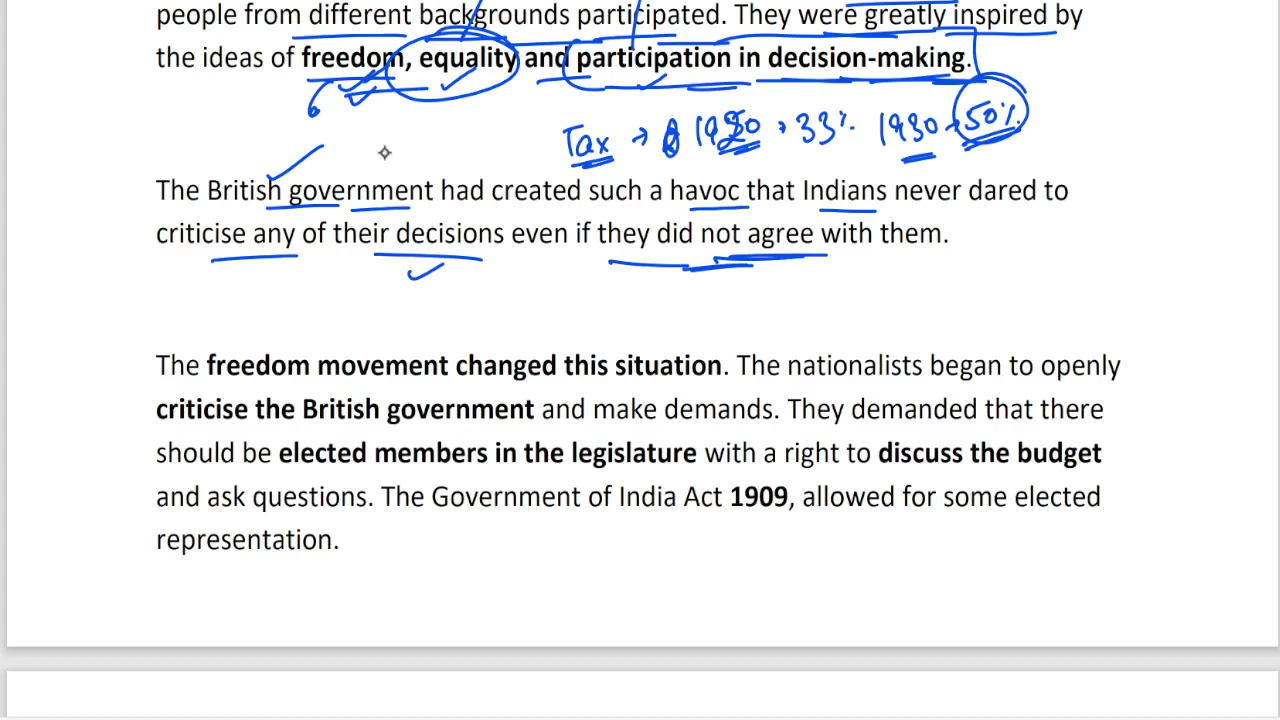 people from different backgrounds participated. They were greatly inspired by
the ideas of freedom, equality and participation in decision-making.
Tax → 1920 → 33% 1930 → 50%
The British government had created such a havoc that Indians never dared to
criticise any of their decisions even if they did not agree with them.
The freedom movement changed this situation. The nationalists began to openly
criticise the British government and make demands. They demanded that there
should be elected members in the legislature with a right to discuss the budget
and ask questions. The Government of India Act 1909, allowed for some elected
representation.